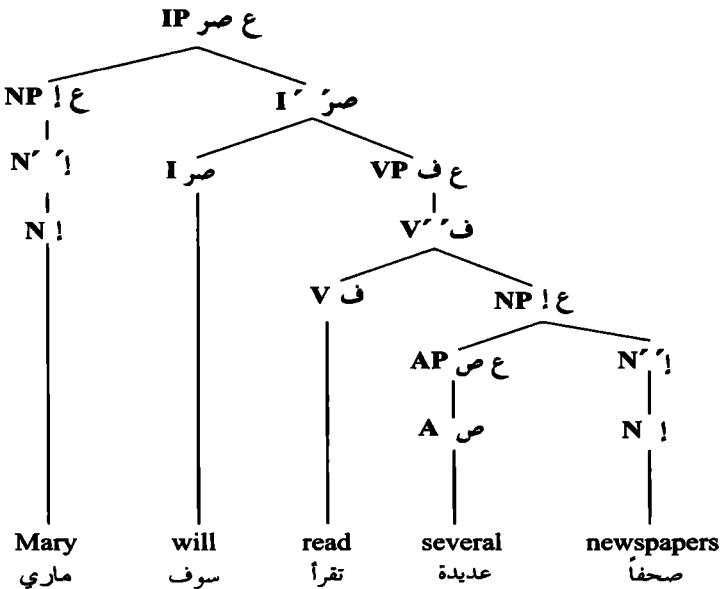 IP ع صر
NP ع إ I´ صرَ´
N´ إ´ I صر VP ع ف
N إ V´ ف´
V ف NP ع إ
AP ع ص N´ إ´
A ص N إ
Mary will read several newspapers
ماري سوف تقرأ عديدة صحفاً